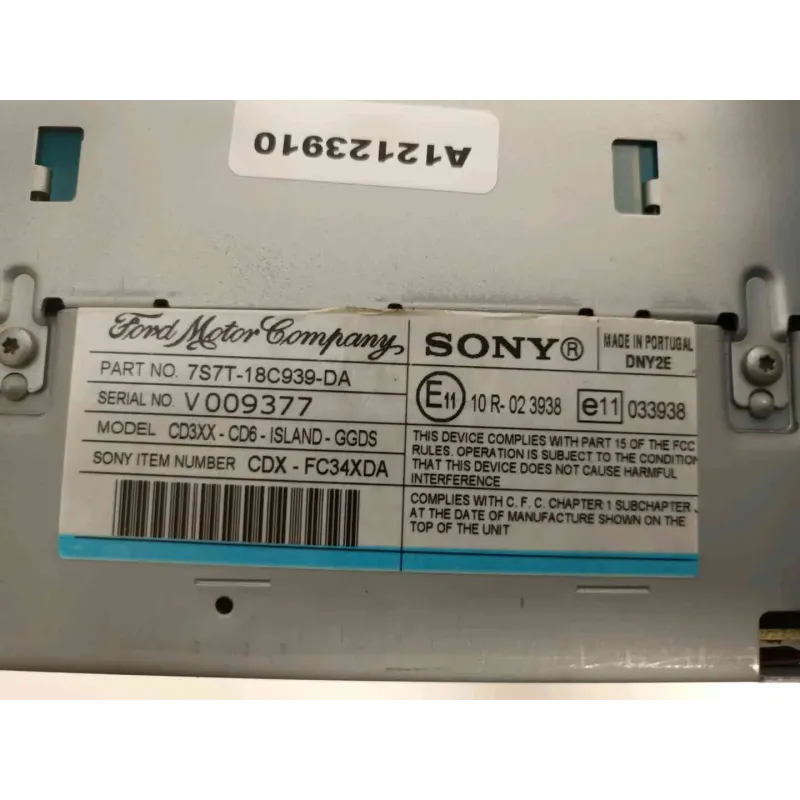 A12123910
Ford Motor Company
PART NO. 7S7T-18C939-DA
SERIAL NO. V009377
MODEL CD3XX - CD6 - ISLAND - GGDS
SONY ITEM NUMBER CDX - FC34XDA
SONY®
MADE IN PORTUGAL
DNY2E
E11 10 R- 02 3938 e11 033938
THIS DEVICE COMPLIES WITH PART 15 OF THE FCC
RULES. OPERATION IS SUBJECT TO THE CONDITION
THAT THIS DEVICE DOES NOT CAUSE HARMFUL
INTERFERENCE
COMPLIES WITH C. F. C. CHAPTER 1 SUBCHAPTER J
AT THE DATE OF MANUFACTURE SHOWN ON THE
TOP OF THE UNIT